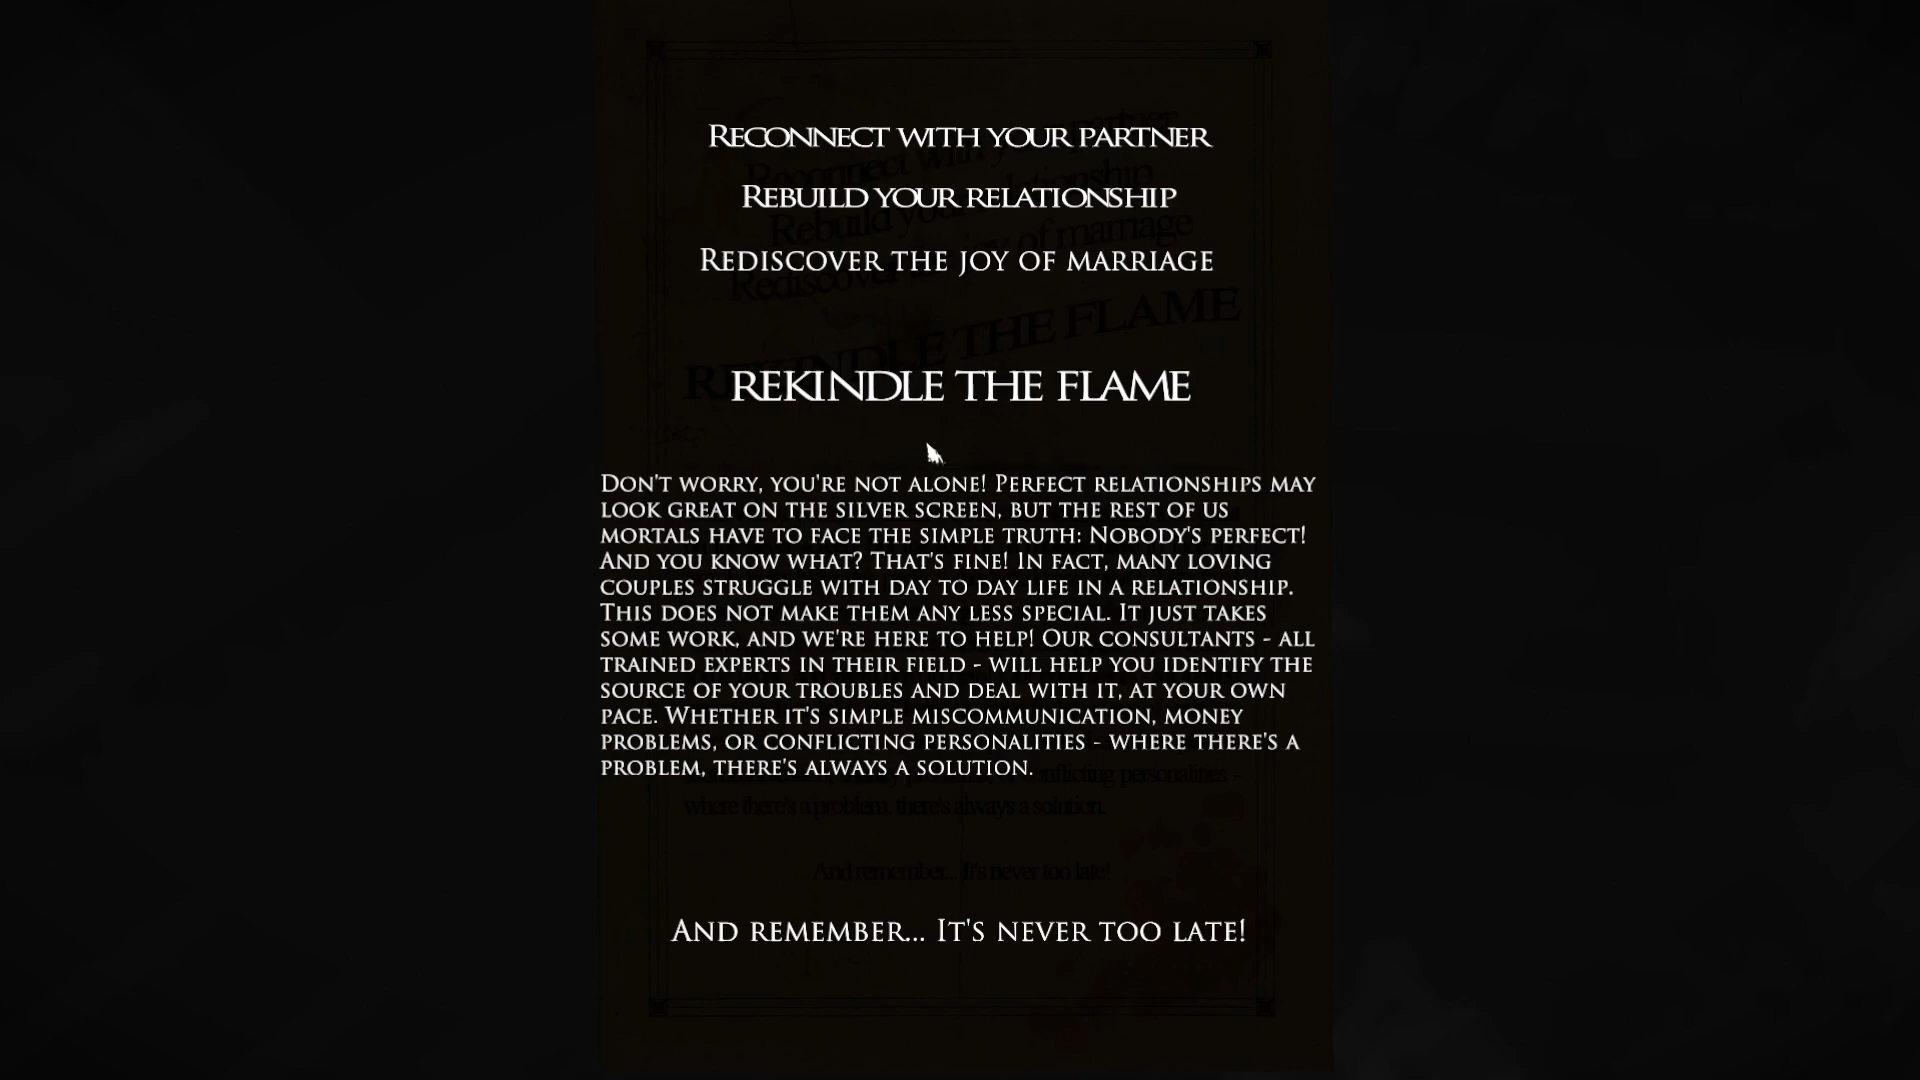 Reconnect with your partner
Rebuild your relationship
Rediscover the joy of marriage
REKINDLE THE FLAME
Don't worry, you're not alone! Perfect relationships may
look great on the silver screen, but the rest of us
mortals have to face the simple truth: Nobody's perfect!
And you know what? That's fine! In fact, many loving
couples struggle with day to day life in a relationship.
This does not make them any less special. It just takes
some work, and we're here to help! Our consultants - all
trained experts in their field - will help you identify the
source of your troubles and deal with it, at your own
pace. Whether it's simple miscommunication, money
problems, or conflicting personalities - where there's a
problem, there's always a solution.
And remember... It's never too late!